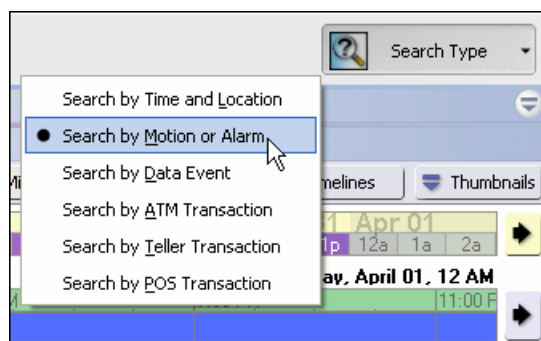 Search Type
Search by Time and Location
Search by Motion or Alarm
Search by Data Event
melines
Thumbnails
Search by ATM Transaction
31 Apr 01
1p 12a 1a 2a
Search by Teller Transaction
ay, April 01, 12 AM
Search by POS Transaction
11:00 P